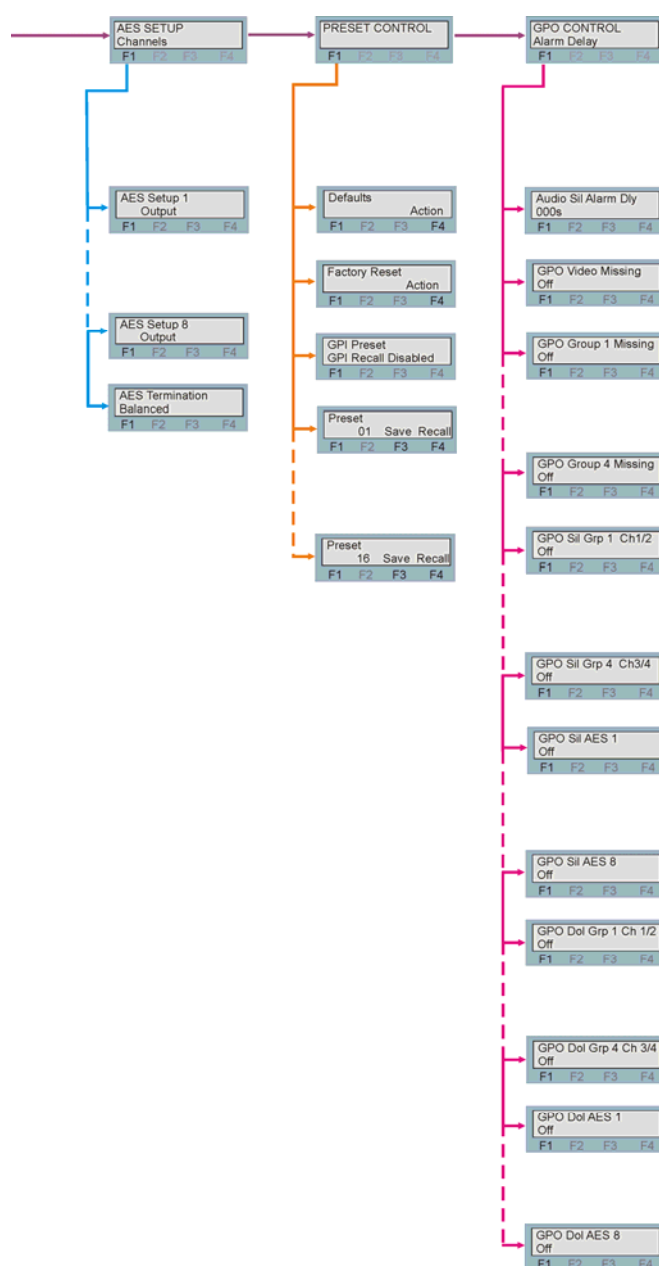 AES SETUP
Channels
F1 F2 F3 F4
PRESET CONTROL
F1 F2 F3 F4
GPO CONTROL
Alarm Delay
F1 F2 F3 F4
AES Setup 1
Output
F1 F2 F3 F4
AES Setup 8
Output
F1 F2 F3 F4
AES Termination
Balanced
F1 F2 F3 F4
Defaults
Action
F1 F2 F3 F4
Factory Reset
Action
F1 F2 F3 F4
GPI Preset
GPI Recall Disabled
F1 F2 F3 F4
Preset
01 Save Recall
F1 F2 F3 F4
Preset
16 Save Recall
F1 F2 F3 F4
Audio Sil Alarm Dly
000s
F1 F2 F3 F4
GPO Video Missing
Off
F1 F2 F3 F4
GPO Group 1 Missing
Off
F1 F2 F3 F4
GPO Group 4 Missing
Off
F1 F2 F3 F4
GPO Sil Grp 1 Ch1/2
Off
F1 F2 F3 F4
GPO Sil Grp 4 Ch3/4
Off
F1 F2 F3 F4
GPO Sil AES 1
Off
F1 F2 F3 F4
GPO Sil AES 8
Off
F1 F2 F3 F4
GPO Dol Grp 1 Ch 1/2
Off
F1 F2 F3 F4
GPO Dol Grp 4 Ch 3/4
Off
F1 F2 F3 F4
GPO Dol AES 1
Off
F1 F2 F3 F4
GPO Dol AES 8
Off
F1 F2 F3 F4